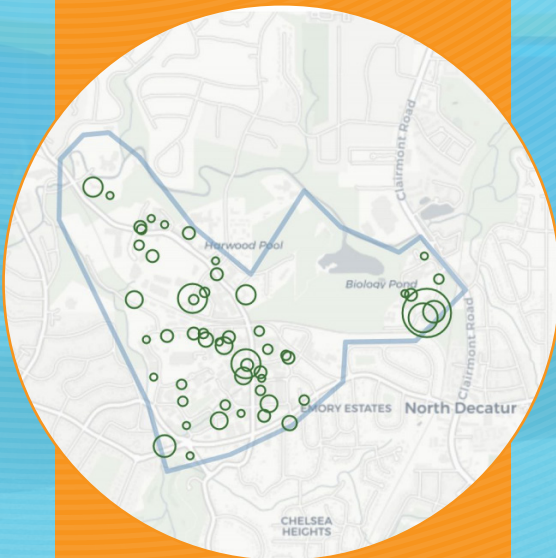 Clairmont Road
Harwood Pool
Biology Pond
Clairmont Road
EMORY ESTATES
North Decatur
CHELSEA
HEIGHTS